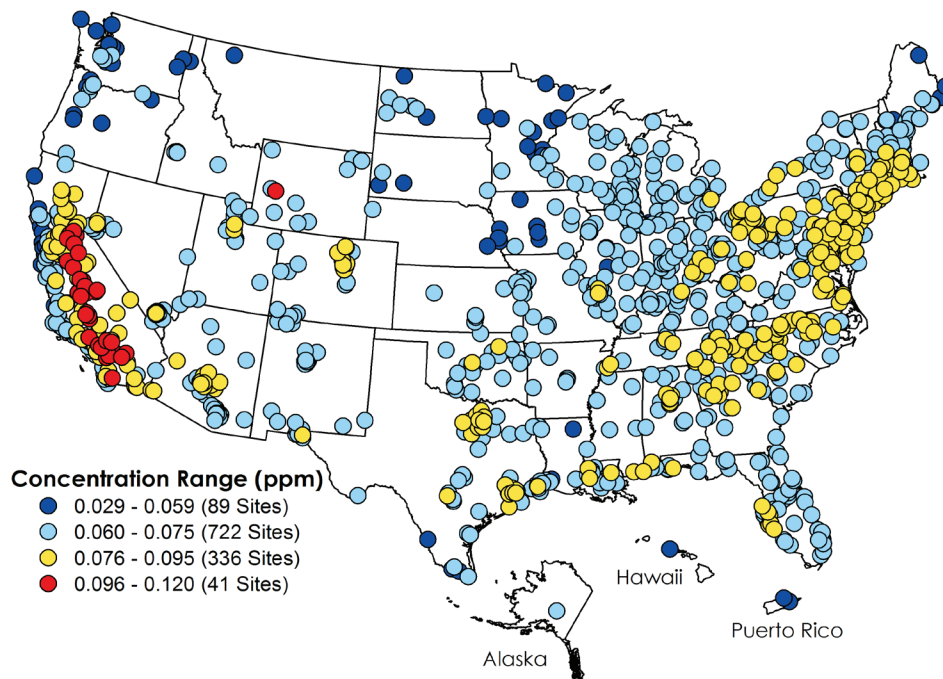 Concentration Range (ppm)
0.029 - 0.059 (89 Sites)
0.060 - 0.075 (722 Sites)
0.076 - 0.095 (336 Sites)
0.096 - 0.120 (41 Sites)
Hawaii
Puerto Rico
Alaska